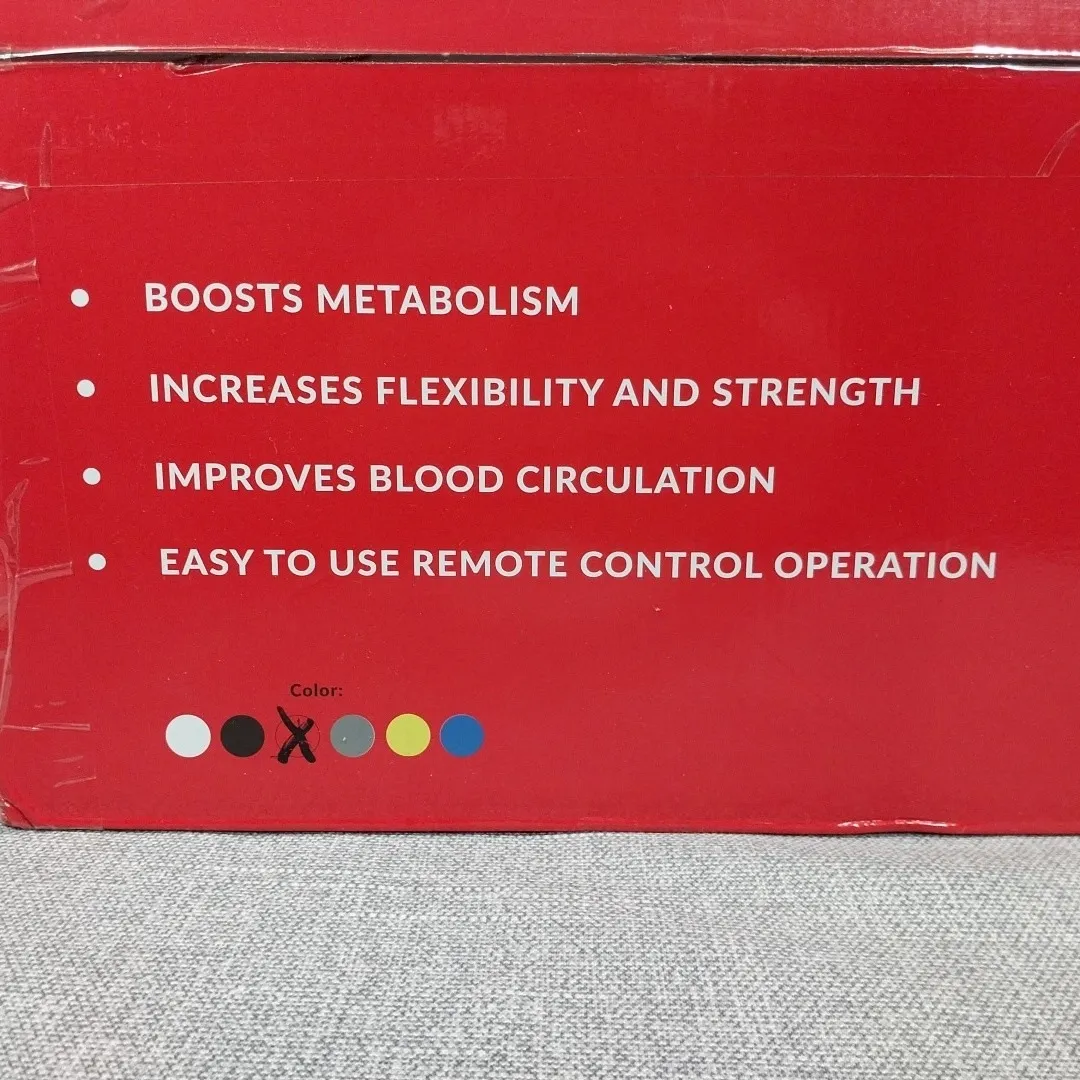 BOOSTS METABOLISM
INCREASES FLEXIBILITY AND STRENGTH
IMPROVES BLOOD CIRCULATION
EASY TO USE REMOTE CONTROL OPERATION
Color: